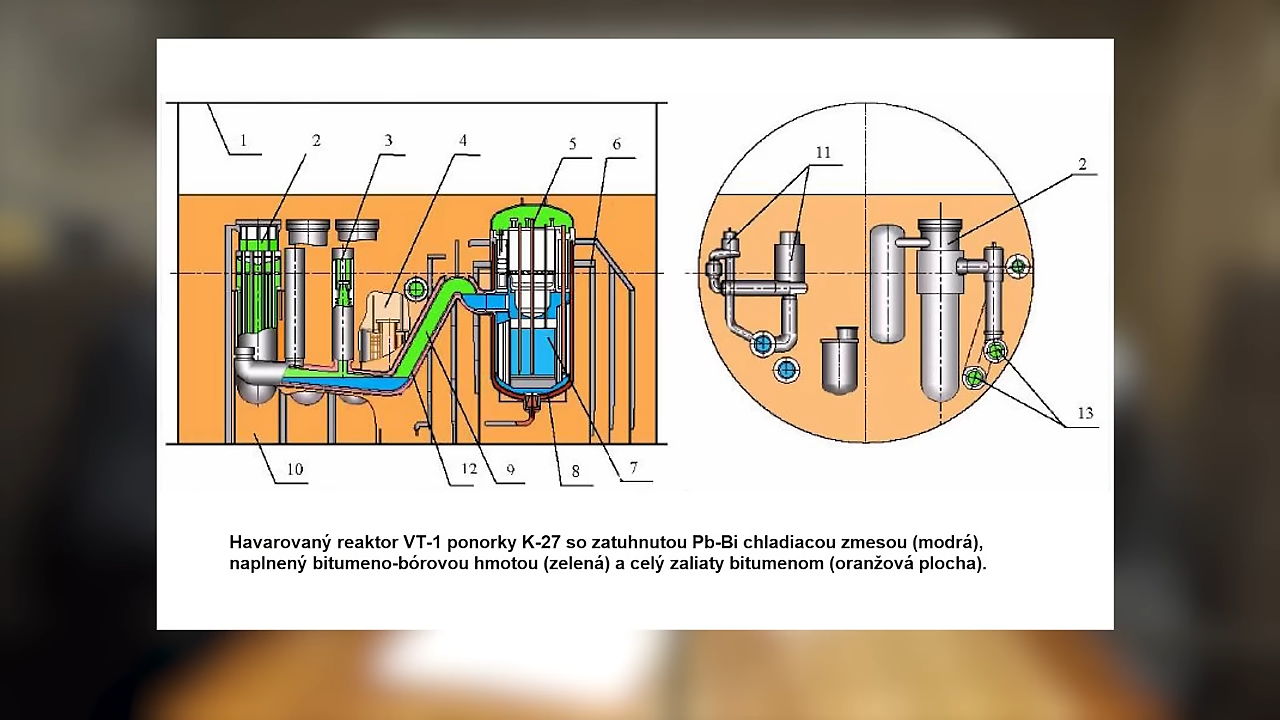 1 2 3 4 5 6
11 2
13
10 12 9 8 7
Havarovaný reaktor VT-1 ponorky K-27 so zatuhnutou Pb-Bi chladiacou zmesou (modrá),
naplnený bitumeno-bórovou hmotou (zelená) a celý zaliaty bitumenom (oranžová plocha).